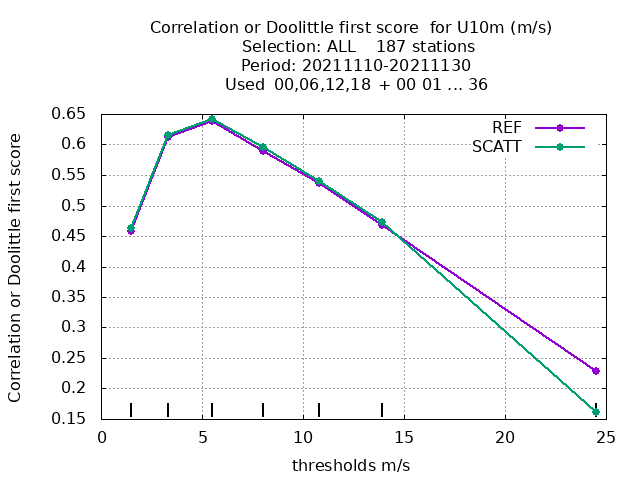 Correlation or Doolittle first score  for U10m (m/s)
Selection: ALL    187 stations
Period: 20211110-20211130
Used  00,06,12,18 + 00 01 ... 36
REF
SCATT
Correlation or Doolittle first score
0.65
0.6
0.55
0.5
0.45
0.4
0.35
0.3
0.25
0.2
0.15
0 5 10 15 20 25
thresholds m/s